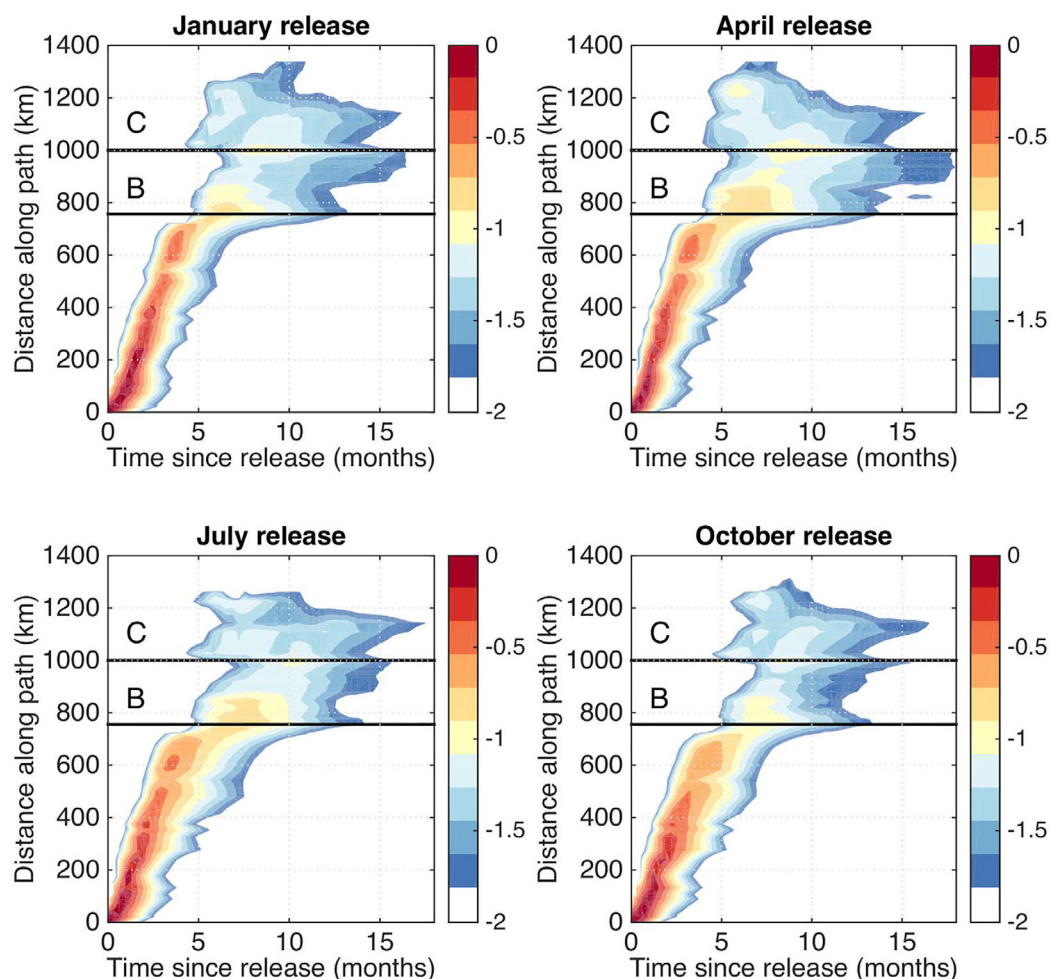 January release
Distance along path (km)
1400
1200
1000
800
600
400
200
0
C
B
0 5 10 15
Time since release (months)
0
-0.5
-1
-1.5
-2
April release
Distance along path (km)
1400
1200
1000
800
600
400
200
0
C
B
0 5 10 15
Time since release (months)
0
-0.5
-1
-1.5
-2
July release
Distance along path (km)
1400
1200
1000
800
600
400
200
0
C
B
0 5 10 15
Time since release (months)
0
-0.5
-1
-1.5
-2
October release
Distance along path (km)
1400
1200
1000
800
600
400
200
0
C
B
0 5 10 15
Time since release (months)
0
-0.5
-1
-1.5
-2